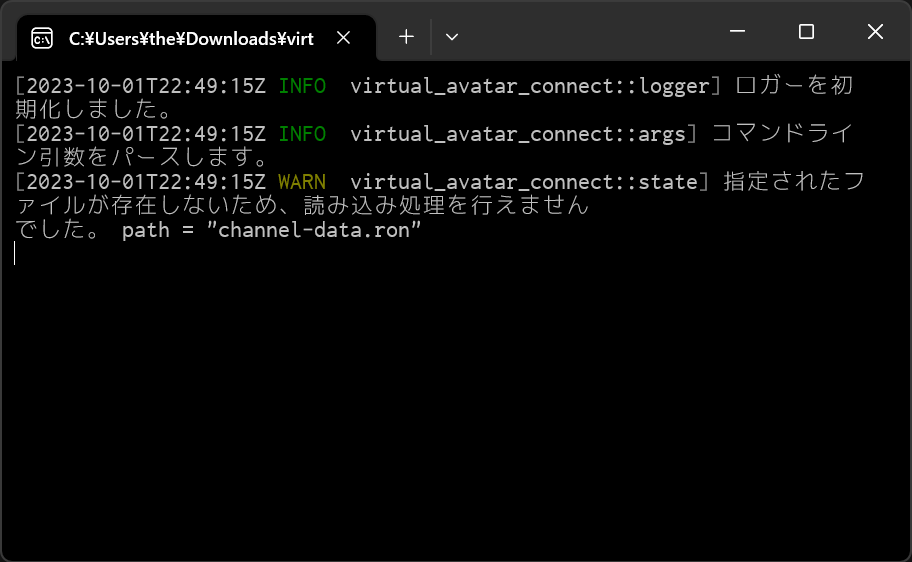 C:¥Users¥the¥Downloads¥virt
[2023-10-01T22:49:15Z INFO  virtual_avatar_connect::logger] ロガーを初
期化しました。
[2023-10-01T22:49:15Z INFO  virtual_avatar_connect::args] コマンドライ
ン引数をパースします。
[2023-10-01T22:49:15Z WARN  virtual_avatar_connect::state] 指定されたフ
ァイルが存在しないため、読み込み処理を行えません
でした。 path = "channel-data.ron"